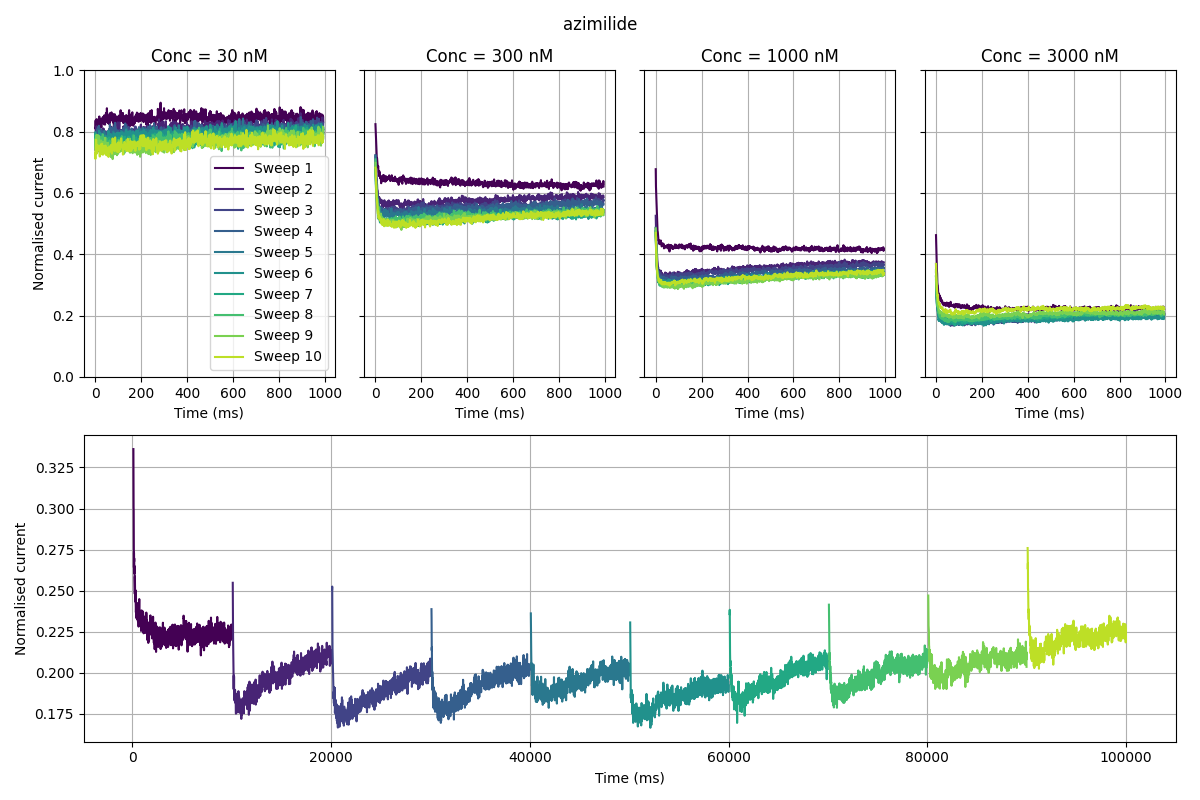 azimilide
Conc = 30 nM
Conc = 300 nM
Conc = 1000 nM
Conc = 3000 nM
Normalised current
1.0
0.8
0.6
0.4
0.2
0.0
Sweep 1
Sweep 2
Sweep 3
Sweep 4
Sweep 5
Sweep 6
Sweep 7
Sweep 8
Sweep 9
Sweep 10
0 200 400 600 800 1000
0 200 400 600 800 1000
0 200 400 600 800 1000
0 200 400 600 800 1000
Time (ms)
Time (ms)
Time (ms)
Time (ms)
Normalised current
0.325
0.300
0.275
0.250
0.225
0.200
0.175
0 20000 40000 60000 80000 100000
Time (ms)